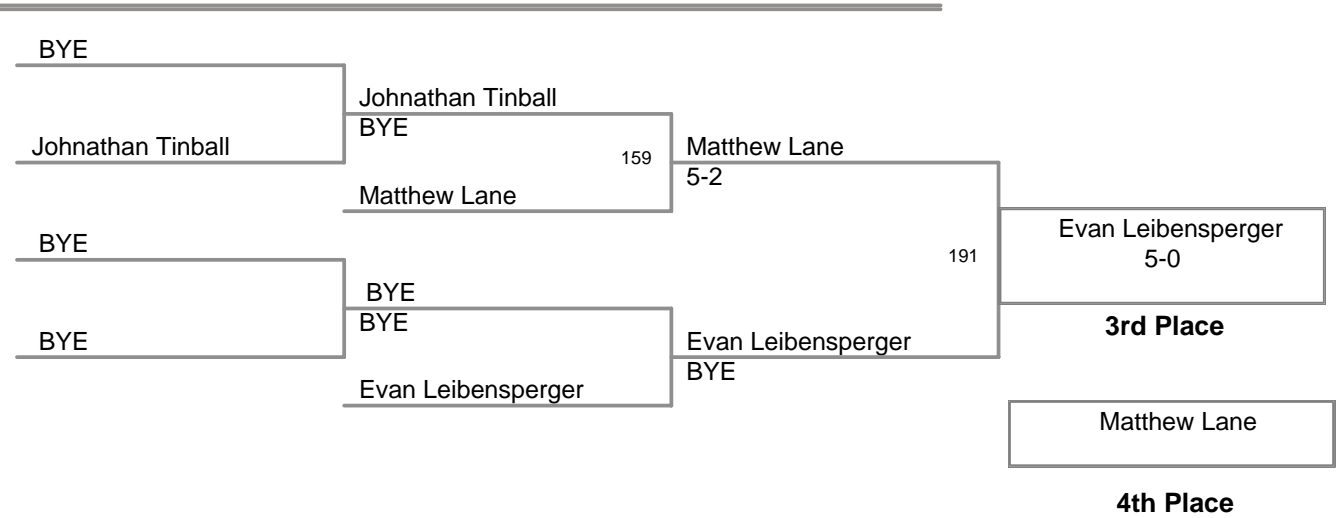 BYE
Johnathan Tinball
BYE
Johnathan Tinball
159
Matthew Lane
5-2
Matthew Lane
BYE
Evan Leibensperger
5-0
191
BYE
BYE
3rd Place
BYE
Evan Leibensperger
BYE
Evan Leibensperger
Matthew Lane
4th Place